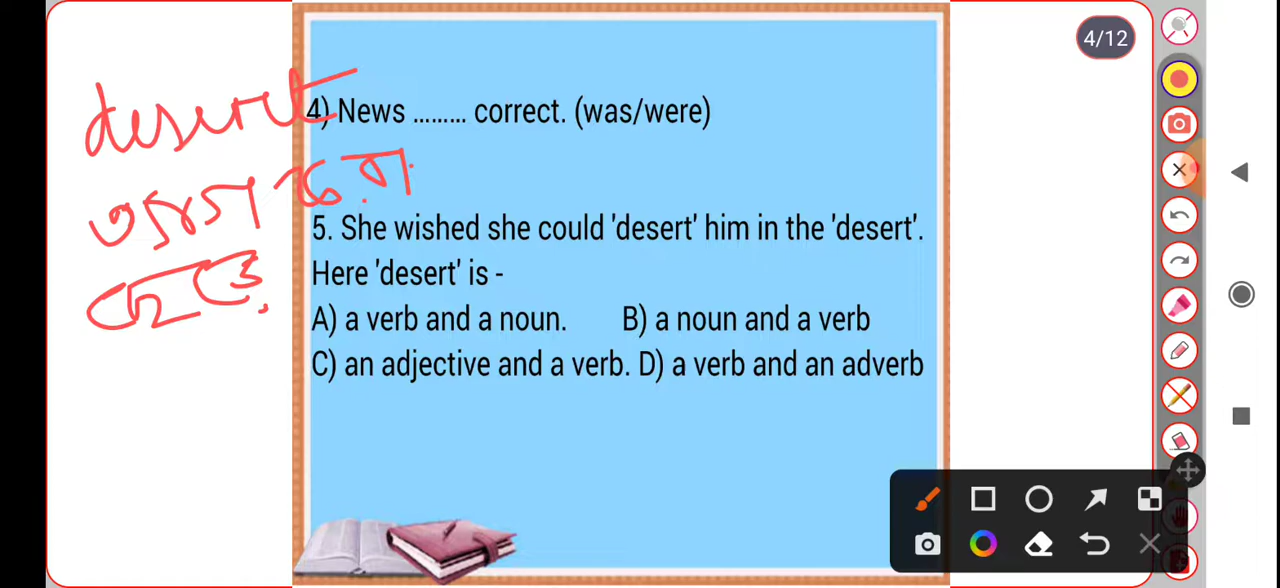 4/12
desert
4) News ......... correct. (was/were)
5. She wished she could 'desert' him in the 'desert'.
Here 'desert' is -
A) a verb and a noun. B) a noun and a verb
C) an adjective and a verb. D) a verb and an adverb